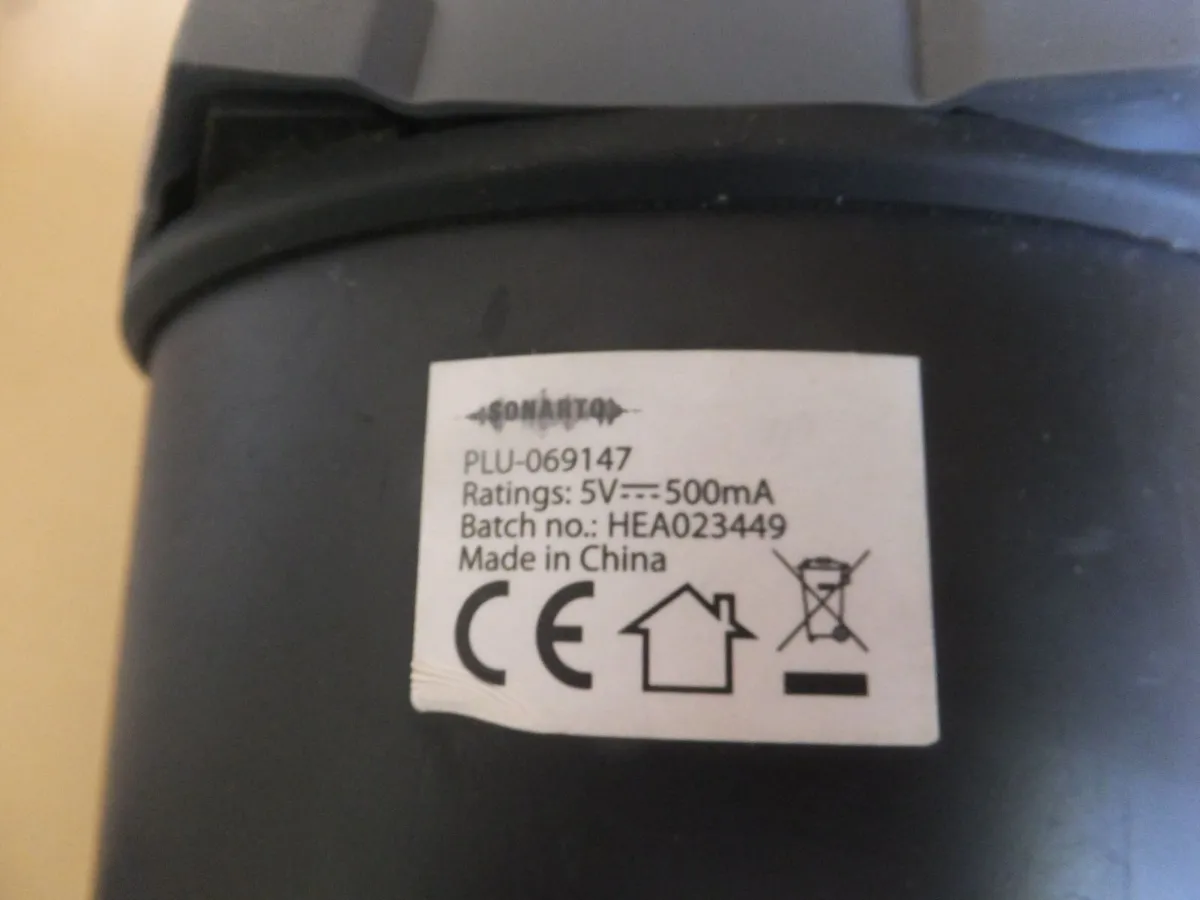 SONARTO
PLU-069147
Ratings: 5V⎓500mA
Batch no.: HEA023449
Made in China
CE